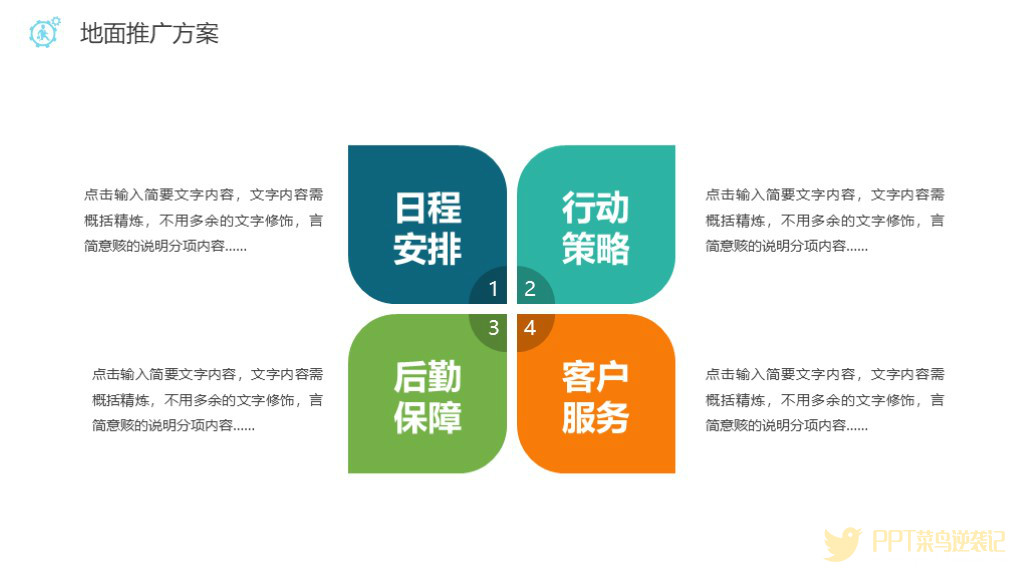 地面推广方案
点击输入简要文字内容，文字内容需
概括精炼，不用多余的文字修饰，言
简意赅的说明分项内容......
日程
安排
1
行动
策略
2
点击输入简要文字内容，文字内容需
概括精炼，不用多余的文字修饰，言
简意赅的说明分项内容......
点击输入简要文字内容，文字内容需
概括精炼，不用多余的文字修饰，言
简意赅的说明分项内容......
3
后勤
保障
4
客户
服务
点击输入简要文字内容，文字内容需
概括精炼，不用多余的文字修饰，言
简意赅的说明分项内容......
PPT菜鸟逆袭记